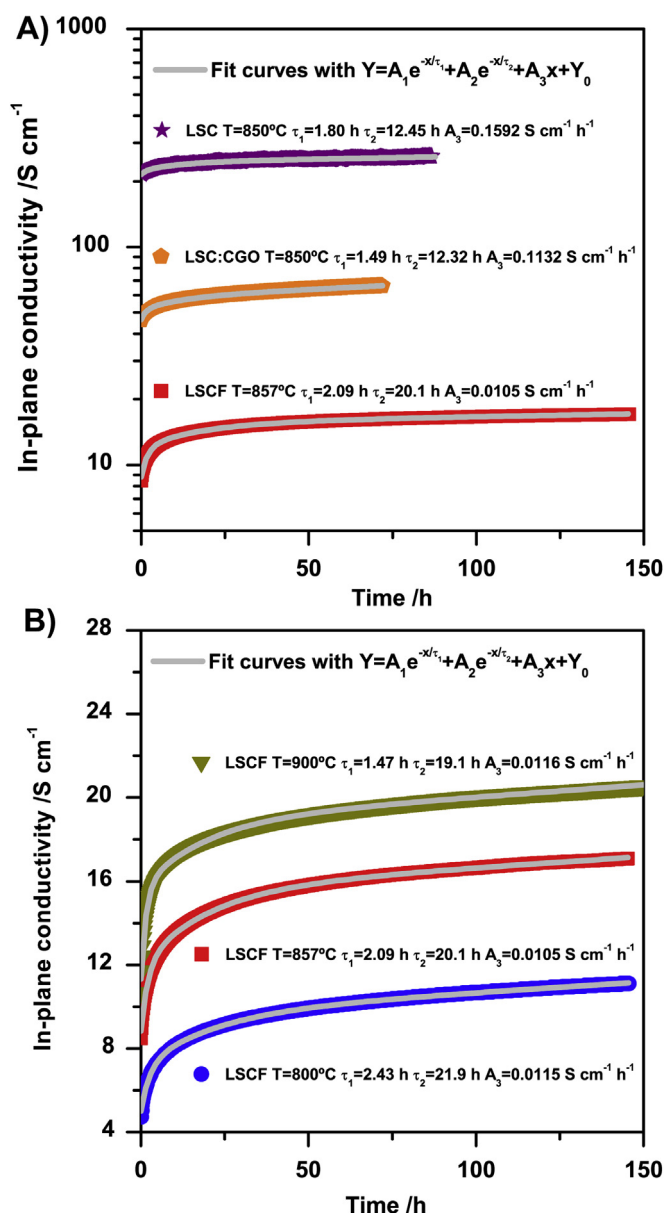 A)
1000
Fit curves with Y=A₁e^(-x/τ₁)+A₂e^(-x/τ₂)+A₃x+Y₀
LSC T=850ºC τ₁=1.80 h τ₂=12.45 h A₃=0.1592 S cm⁻¹ h⁻¹
100
LSC:CGO T=850ºC τ₁=1.49 h τ₂=12.32 h A₃=0.1132 S cm⁻¹ h⁻¹
LSCF T=857ºC τ₁=2.09 h τ₂=20.1 h A₃=0.0105 S cm⁻¹ h⁻¹
10
In-plane conductivity /S cm⁻¹
0 50 100 150
Time /h
B)
28
Fit curves with Y=A₁e^(-x/τ₁)+A₂e^(-x/τ₂)+A₃x+Y₀
24
LSCF T=900ºC τ₁=1.47 h τ₂=19.1 h A₃=0.0116 S cm⁻¹ h⁻¹
20
16
LSCF T=857ºC τ₁=2.09 h τ₂=20.1 h A₃=0.0105 S cm⁻¹ h⁻¹
12
8
LSCF T=800ºC τ₁=2.43 h τ₂=21.9 h A₃=0.0115 S cm⁻¹ h⁻¹
4
In-plane conductivity /S cm⁻¹
0 50 100 150
Time /h